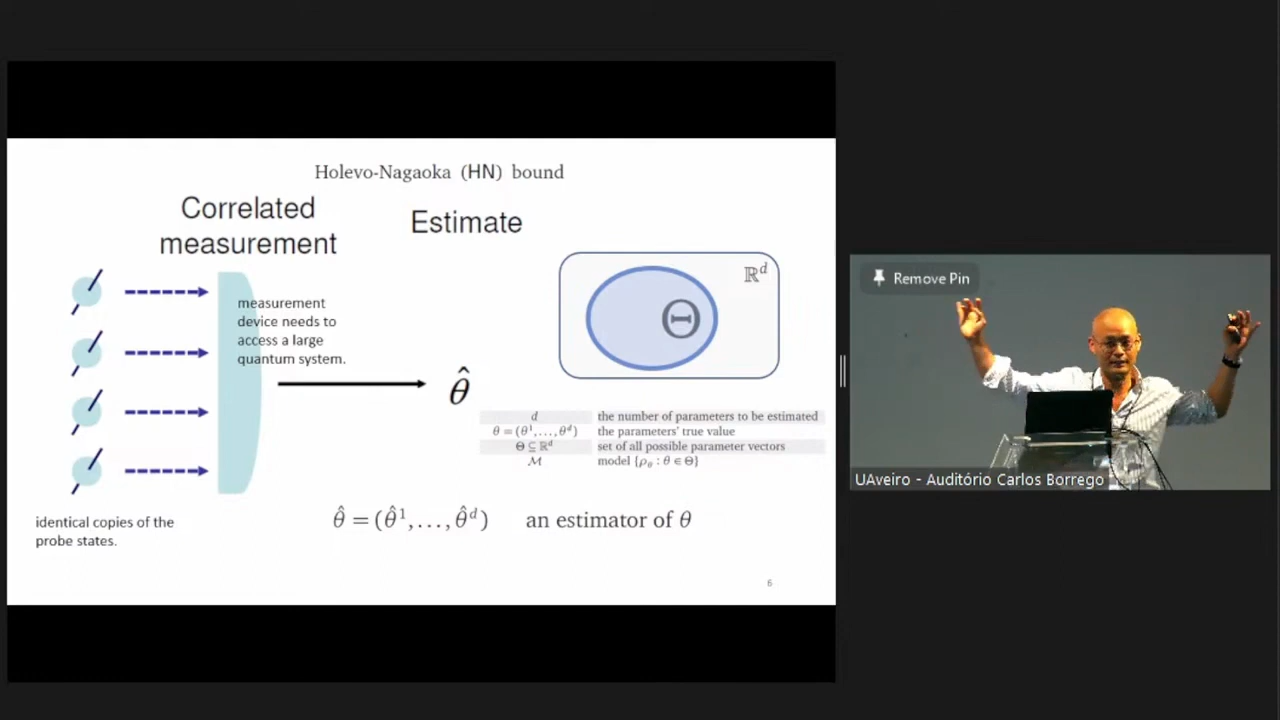 Holevo-Nagaoka (HN) bound
Correlated
measurement
Estimate
measurement
device needs to
access a large
quantum system.
identical copies of the
probe states.
θ̂
ℝᵈ
Θ
d the number of parameters to be estimated
θ = (θ¹,...,θᵈ) the parameters' true value
Θ ⊆ ℝᵈ set of all possible parameter vectors
ℳ model {ρ_θ : θ ∈ Θ}
θ̂ = (θ̂¹,...,θ̂ᵈ) an estimator of θ
6
Remove Pin
UAveiro - Auditório Carlos Borrego